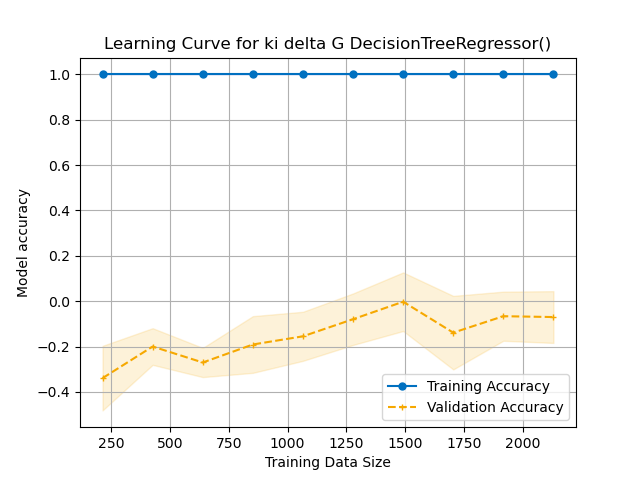 Learning Curve for ki delta G DecisionTreeRegressor()
Model accuracy
1.0
0.8
0.6
0.4
0.2
0.0
−0.2
−0.4
250 500 750 1000 1250 1500 1750 2000
Training Data Size
Training Accuracy
Validation Accuracy